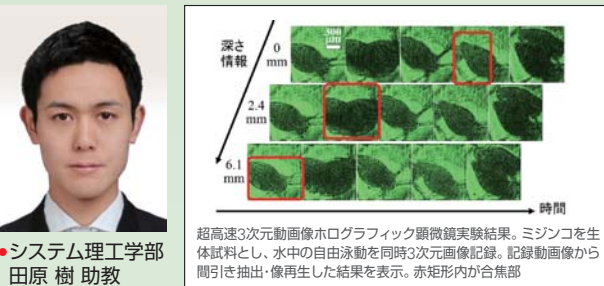 •システム理工学部
田原 樹 助教
深さ
情報
0
mm
300
μm
2.4
mm
6.1
mm
時間
超高速3次元動画像ホログラフィック顕微鏡実験結果。ミジンコを生
体試料とし、水中の自由泳動を同時3次元画像記録。記録動画像から
間引き抽出・像再生した結果を表示。赤矩形内が合焦部